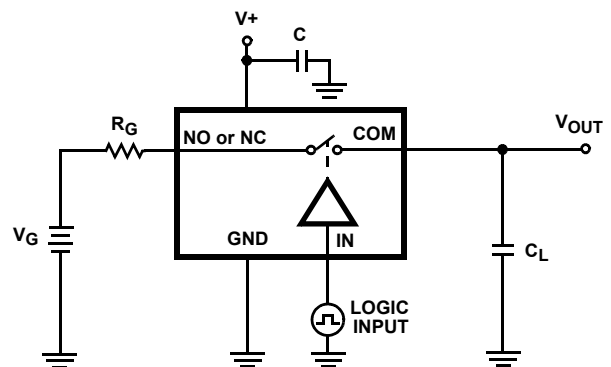 V+
C
RG
NO or NC
COM
VOUT
VG
GND
IN
CL
LOGIC
INPUT